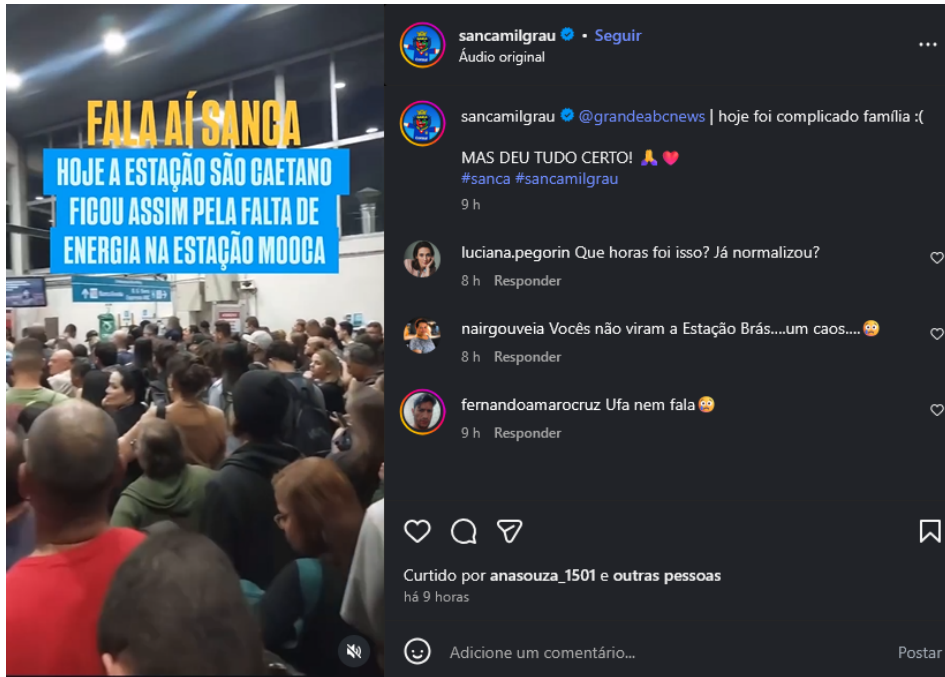 FALA AÍ SANCA
HOJE A ESTAÇÃO SÃO CAETANO
FICOU ASSIM PELA FALTA DE
ENERGIA NA ESTAÇÃO MOOCA
sancamilgrau • Seguir
Áudio original
sancamilgrau @grandeabcnews | hoje foi complicado família :(
MAS DEU TUDO CERTO! 🙏 ❤️
#sanca #sancamilgrau
9 h
luciana.pegorin Que horas foi isso? Já normalizou?
8 h Responder
nairgouveia Vocês não viram a Estação Brás....um caos....😳
8 h Responder
fernandoamarocruz Ufa nem fala😳
9 h Responder
Curtido por anasouza_1501 e outras pessoas
há 9 horas
Adicione um comentário...
Postar